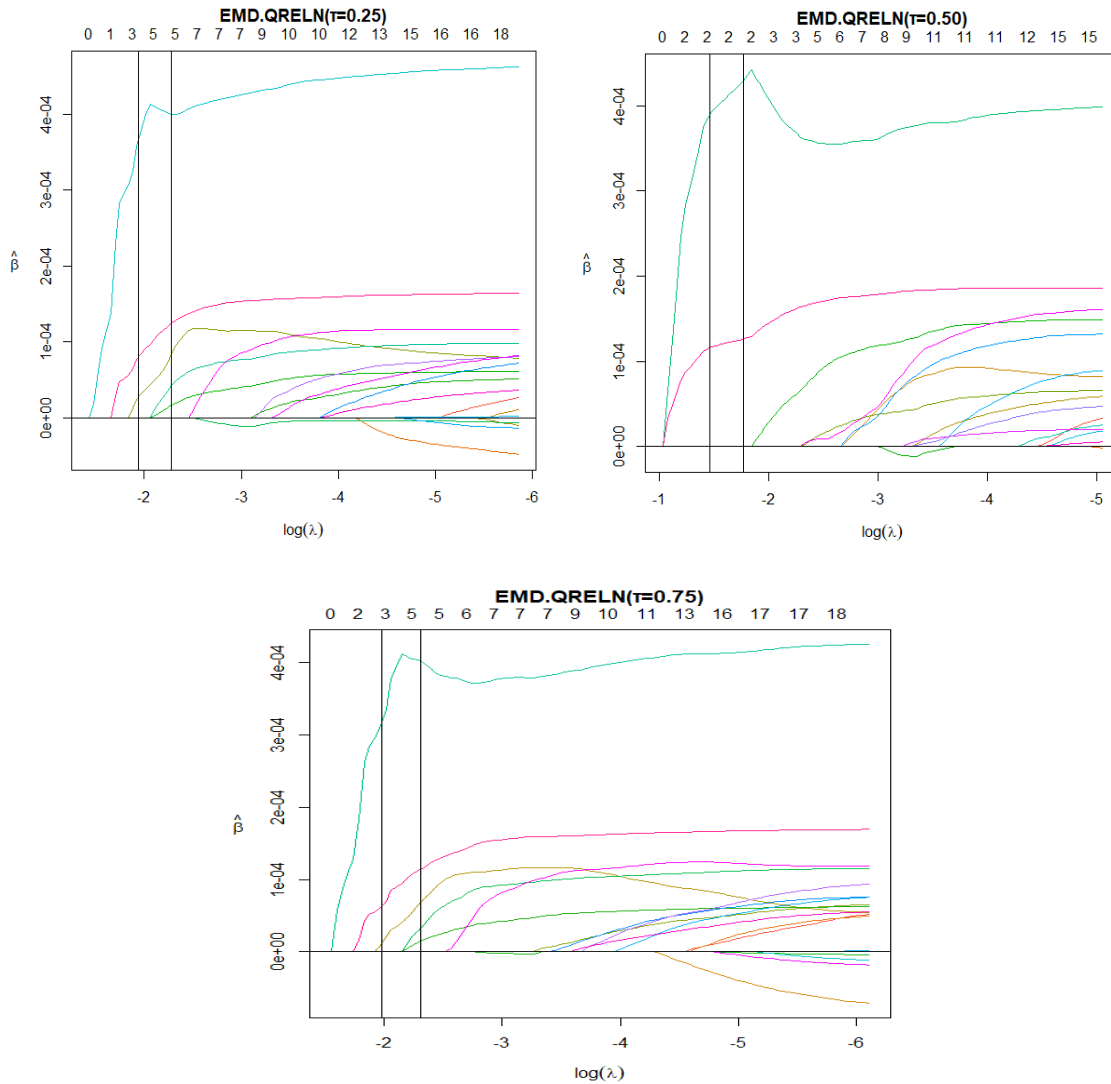 EMD.QRELN(τ=0.25)
0 1 3 5 5 7 7 7 9 10 10 12 13 15 16 16 18
0e+00 1e-04 2e-04 3e-04 4e-04
β̂
-2 -3 -4 -5 -6
log(λ)
EMD.QRELN(τ=0.50)
0 2 2 2 2 3 3 5 6 8 9 11 11 11 12 15 15
0e+00 1e-04 2e-04 3e-04 4e-04
β̂
-1 -2 -3 -4 -5
log(λ)
EMD.QRELN(τ=0.75)
0 2 3 5 5 6 7 7 7 9 10 11 13 16 17 17 18
0e+00 1e-04 2e-04 3e-04 4e-04
β̂
-2 -3 -4 -5 -6
log(λ)